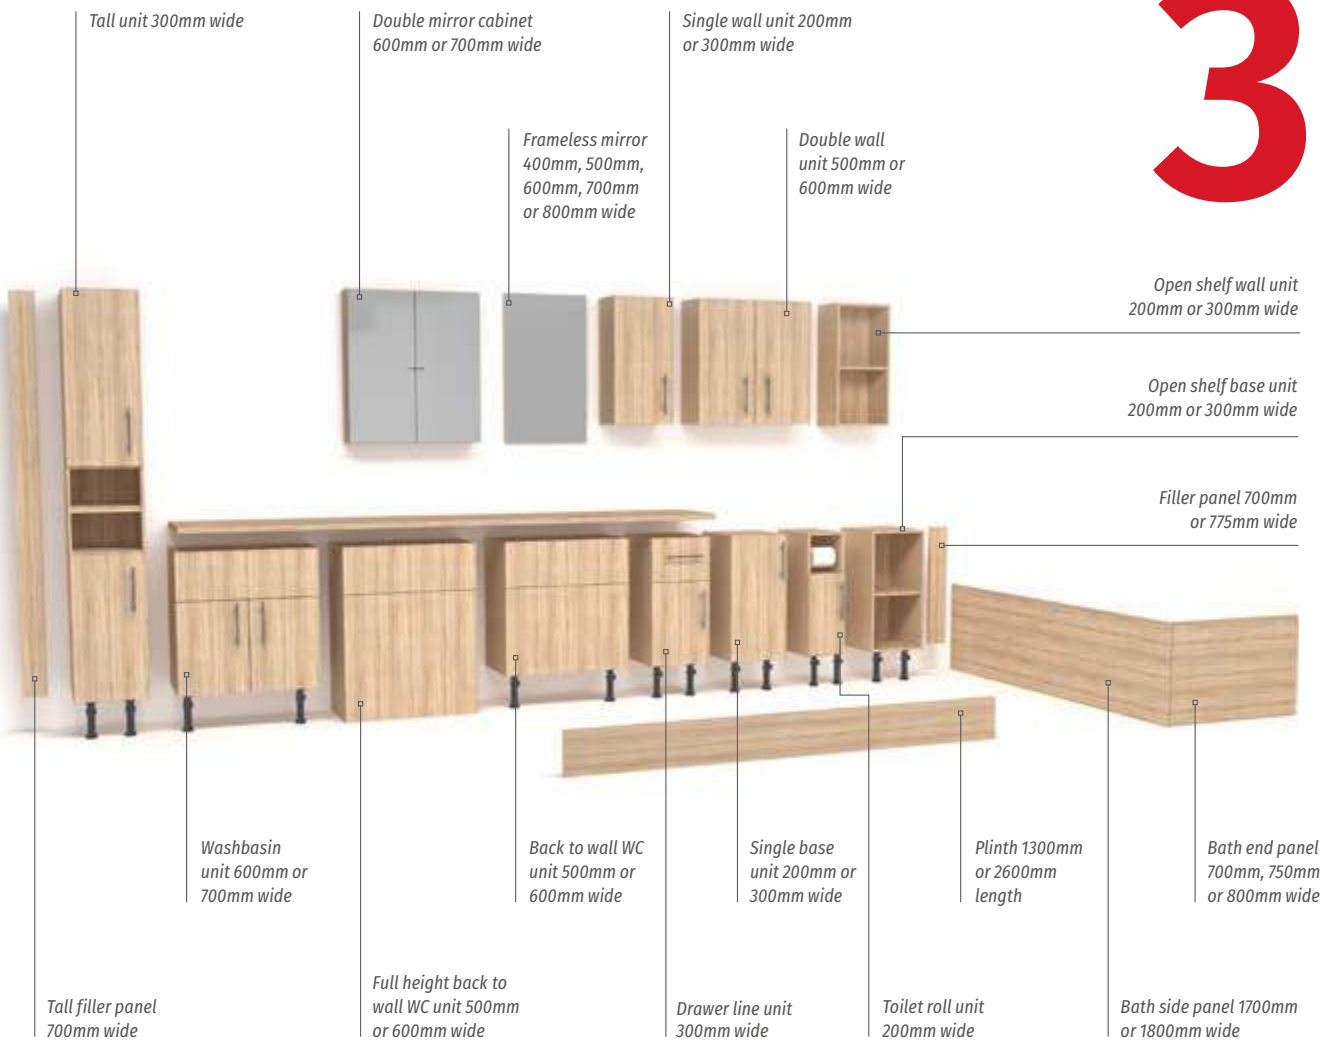 Tall unit 300mm wide
Double mirror cabinet
600mm or 700mm wide
Single wall unit 200mm
or 300mm wide
3
Frameless mirror
400mm, 500mm,
600mm, 700mm
or 800mm wide
Double wall
unit 500mm or
600mm wide
Open shelf wall unit
200mm or 300mm wide
Open shelf base unit
200mm or 300mm wide
Filler panel 700mm
or 775mm wide
Washbasin
unit 600mm or
700mm wide
Back to wall WC
unit 500mm or
600mm wide
Single base
unit 200mm or
300mm wide
Plinth 1300mm
or 2600mm
length
Bath end panel
700mm, 750mm
or 800mm wide
Tall filler panel
700mm wide
Full height back to
wall WC unit 500mm
or 600mm wide
Drawer line unit
300mm wide
Toilet roll unit
200mm wide
Bath side panel 1700mm
or 1800mm wide